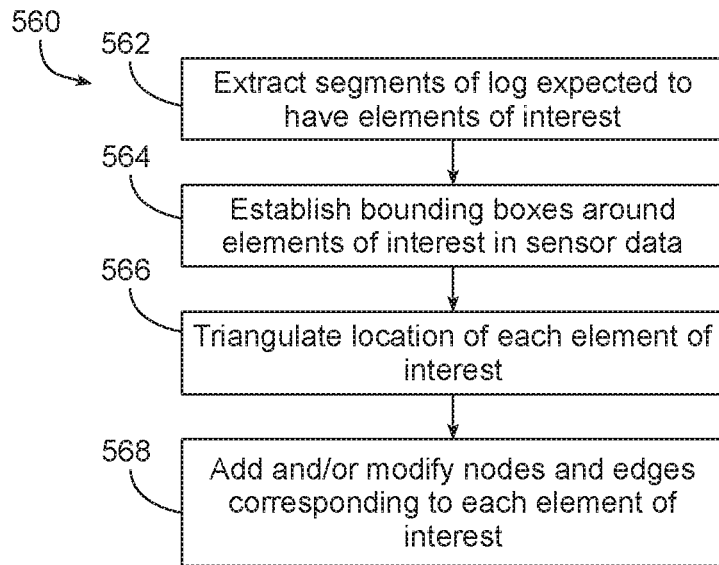 560
562
Extract segments of log expected to
have elements of interest
564
Establish bounding boxes around
elements of interest in sensor data
566
Triangulate location of each element of
interest
568
Add and/or modify nodes and edges
corresponding to each element of
interest